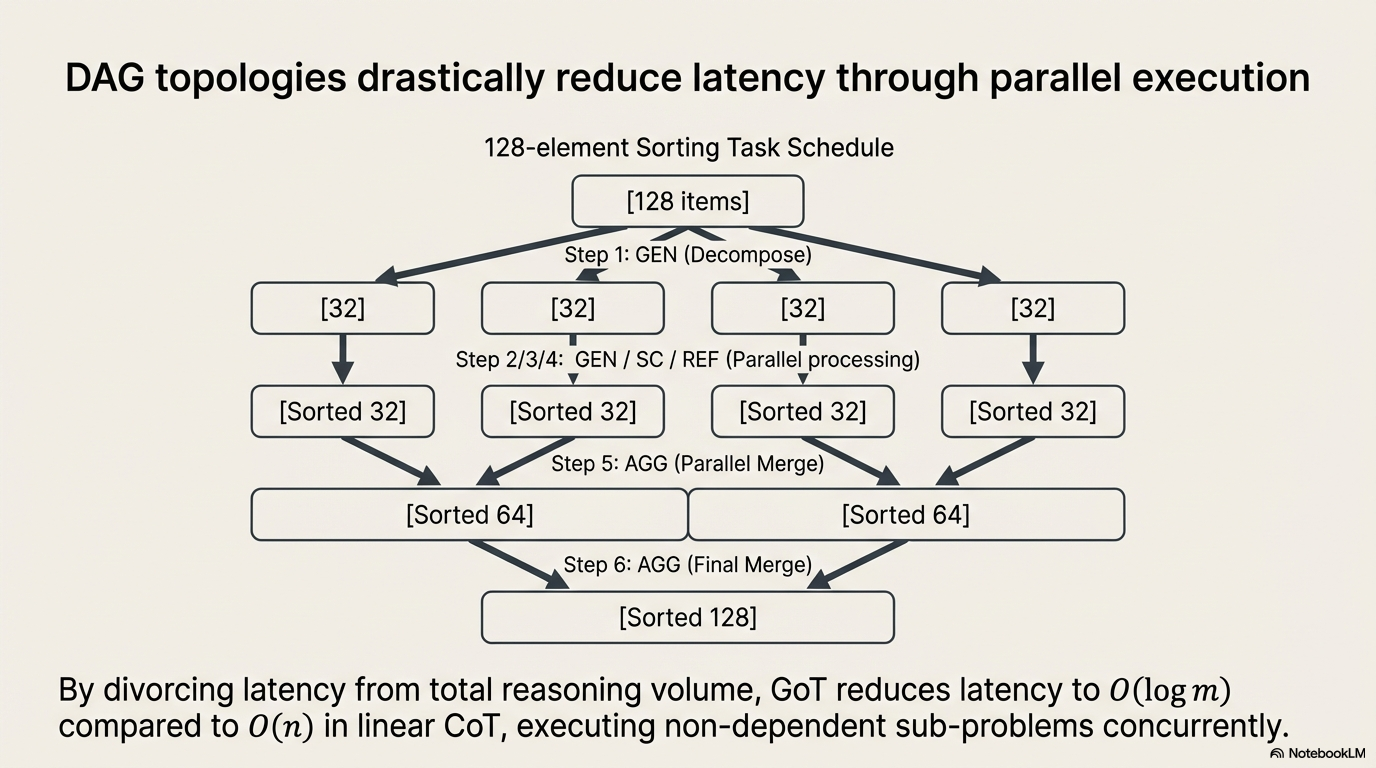 DAG topologies drastically reduce latency through parallel execution
128-element Sorting Task Schedule
[128 items]
Step 1: GEN (Decompose)
[32] [32] [32] [32]
Step 2/3/4: GEN / SC / REF (Parallel processing)
[Sorted 32] [Sorted 32] [Sorted 32] [Sorted 32]
Step 5: AGG (Parallel Merge)
[Sorted 64] [Sorted 64]
Step 6: AGG (Final Merge)
[Sorted 128]
By divorcing latency from total reasoning volume, GoT reduces latency to O(log m)
compared to O(n) in linear CoT, executing non-dependent sub-problems concurrently.
NotebookLM